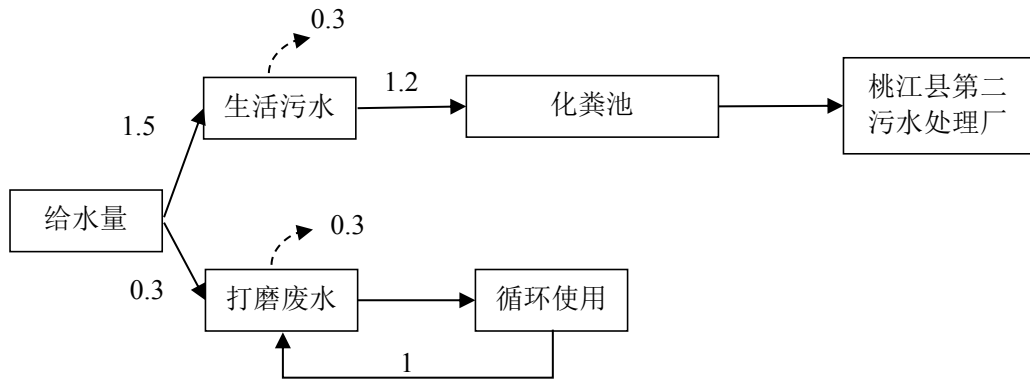 0.3
生活污水
1.2
化粪池
桃江县第二
污水处理厂
1.5
给水量
0.3
0.3
打磨废水
循环使用
1